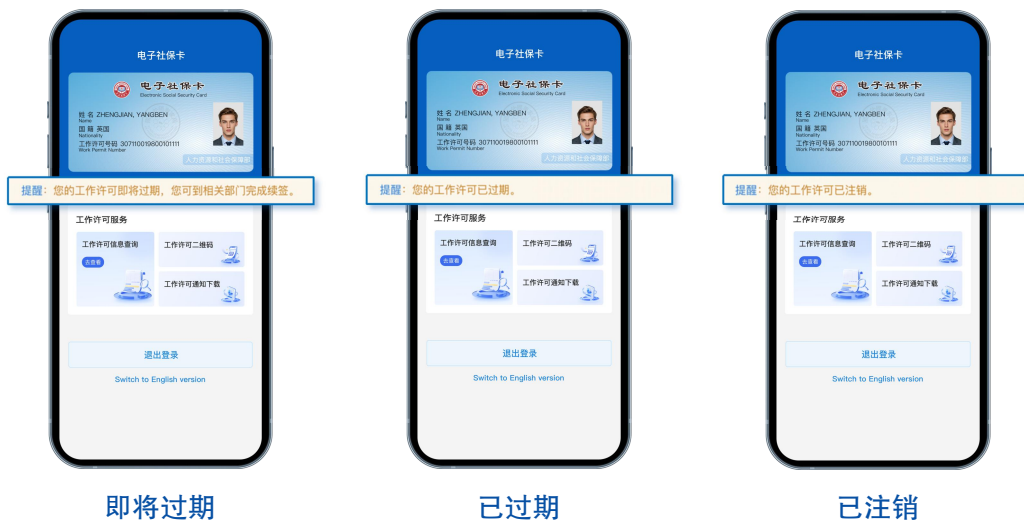 电子社保卡
电子社保卡
Electronic Social Security Card
姓 名 ZHENGJIAN, YANGBEN
Name
国 籍 英国
Nationality
工作许可号码 307110019800101111
Work Permit Number
人力资源和社会保障部
提醒：您的工作许可即将过期，您可到相关部门完成续签。
工作许可服务
工作许可信息查询
去查看
工作许可二维码
工作许可通知下载
退出登录
Switch to English version
即将过期
电子社保卡
电子社保卡
Electronic Social Security Card
姓 名 ZHENGJIAN, YANGBEN
Name
国 籍 英国
Nationality
工作许可号码 307110019800101111
Work Permit Number
人力资源和社会保障部
提醒：您的工作许可已过期。
工作许可服务
工作许可信息查询
去查看
工作许可二维码
工作许可通知下载
退出登录
Switch to English version
已过期
电子社保卡
电子社保卡
Electronic Social Security Card
姓 名 ZHENGJIAN, YANGBEN
Name
国 籍 英国
Nationality
工作许可号码 307110019800101111
Work Permit Number
人力资源和社会保障部
提醒：您的工作许可已注销。
工作许可服务
工作许可信息查询
去查看
工作许可二维码
工作许可通知下载
退出登录
Switch to English version
已注销